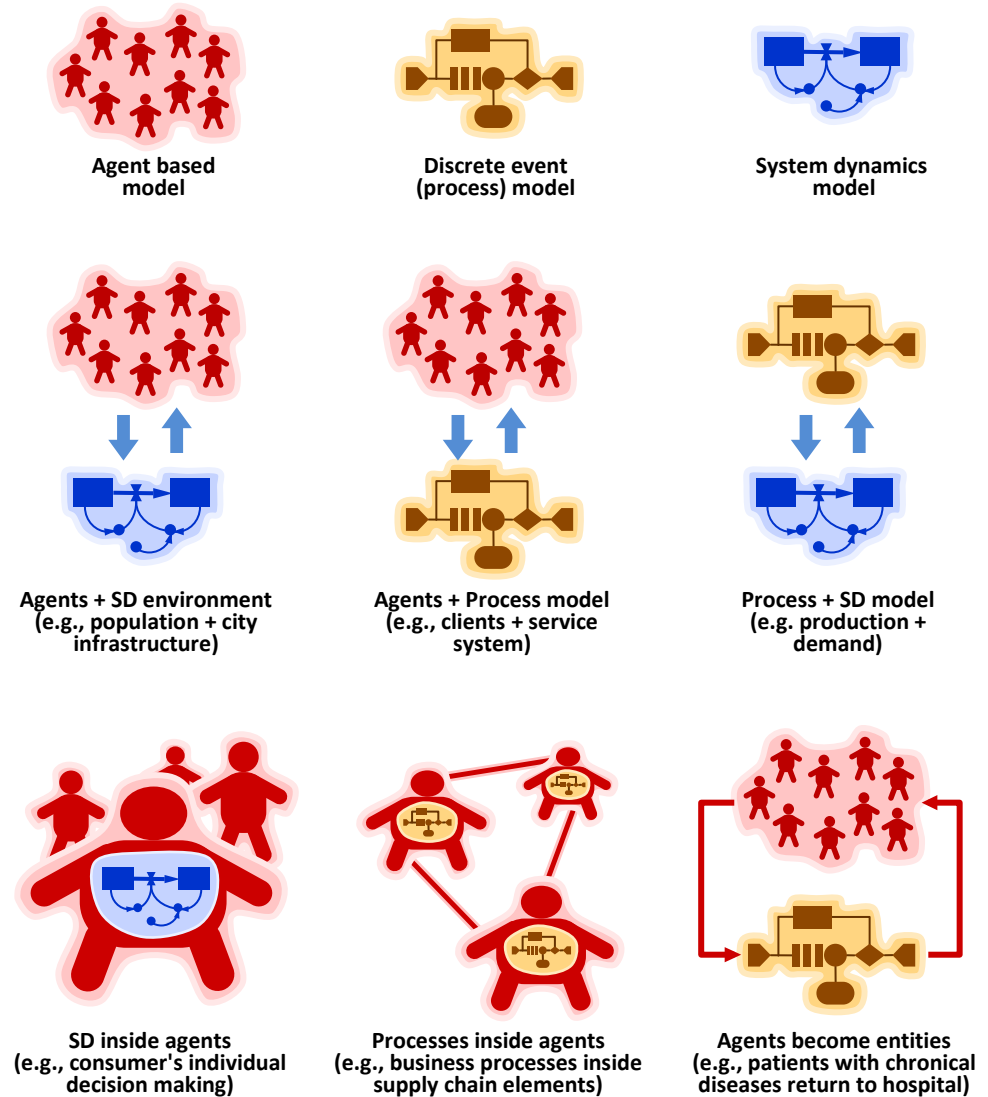 Agent based
model
Discrete event
(process) model
System dynamics
model
Agents + SD environment
(e.g., population + city
infrastructure)
Agents + Process model
(e.g., clients + service
system)
Process + SD model
(e.g. production +
demand)
SD inside agents
(e.g., consumer's individual
decision making)
Processes inside agents
(e.g., business processes inside
supply chain elements)
Agents become entities
(e.g., patients with chronical
diseases return to hospital)